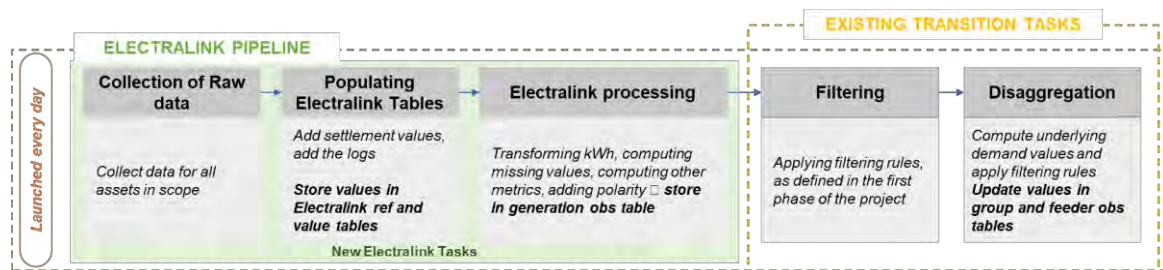 EXISTING TRANSITION TASKS
ELECTRALINK PIPELINE
Launched every day
Collection of Raw
data
Collect data for all
assets in scope
Populating
Electralink Tables
Add settlement values,
add the logs
Store values in
Electralink ref and
value tables
Electralink processing
Transforming kWh, computing
missing values, computing other
metrics, adding polarity □ store
in generation obs table
New Electralink Tasks
Filtering
Applying filtering rules,
as defined in the first
phase of the project
Disaggregation
Compute underlying
demand values and
apply filtering rules
Update values in
group and feeder obs
tables